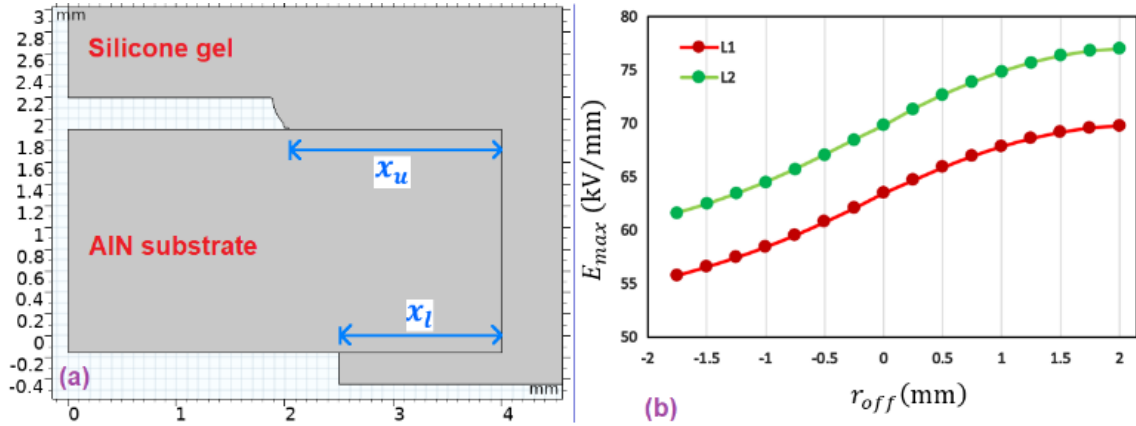 mm
3
2.8
2.6
2.4
2.2
2
1.8
1.6
1.4
1.2
1
0.8
0.6
0.4
0.2
0
-0.2
-0.4
Silicone gel
x_u
AlN substrate
x_l
(a)
mm
0 1 2 3 4
80
75
70
65
60
55
50
L1
L2
E_max (kV/mm)
-2 -1.5 -1 -0.5 0 0.5 1 1.5 2
(b)
r_off (mm)